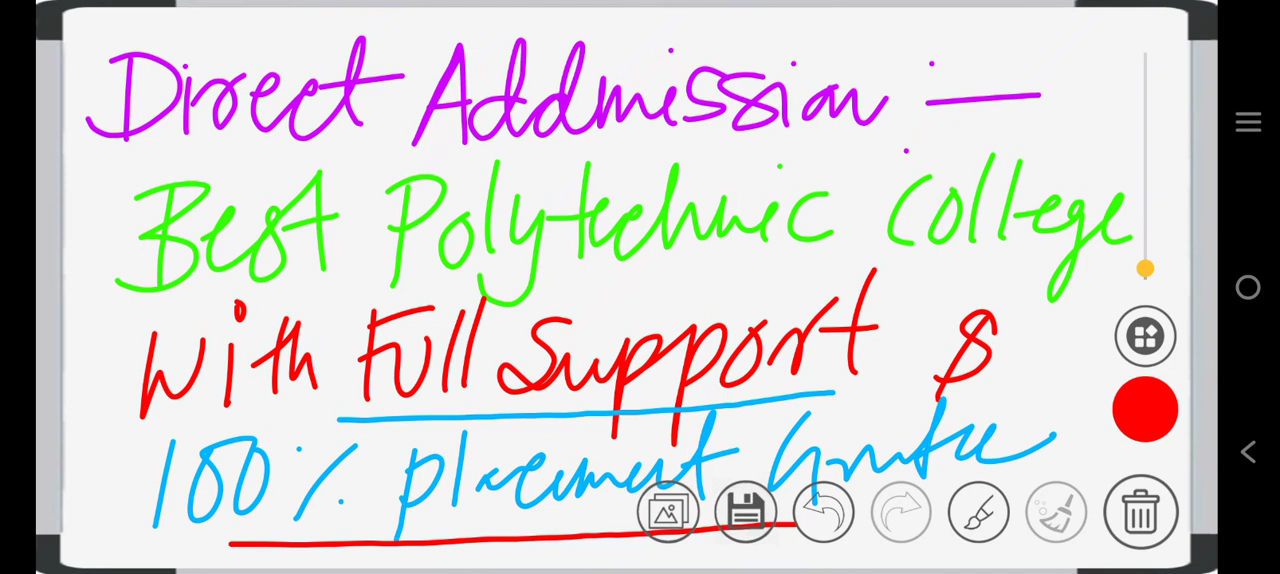 Direct Addmission :—
Best Polytechnic College
With Full Support &
100% placement